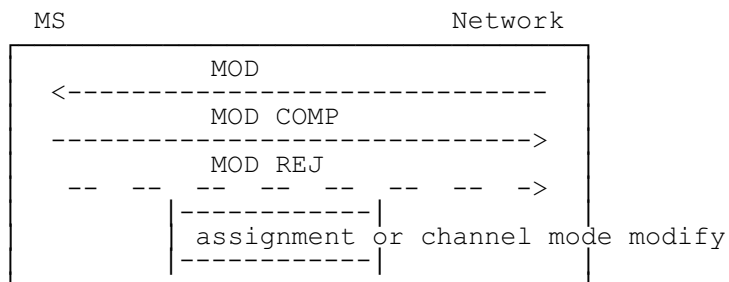 MS Network
MOD
MOD COMP
MOD REJ
assignment or channel mode modify